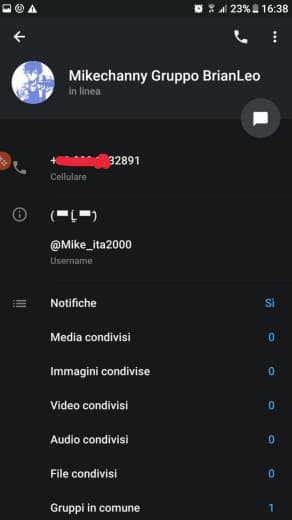 23% 16:38
Mikechanny Gruppo BrianLeo
in linea
32891
Cellulare
@Mike_ita2000
Username
Notifiche Sì
Media condivisi 0
Immagini condivise 0
Video condivisi 0
Audio condivisi 0
File condivisi 0
Gruppi in comune 1